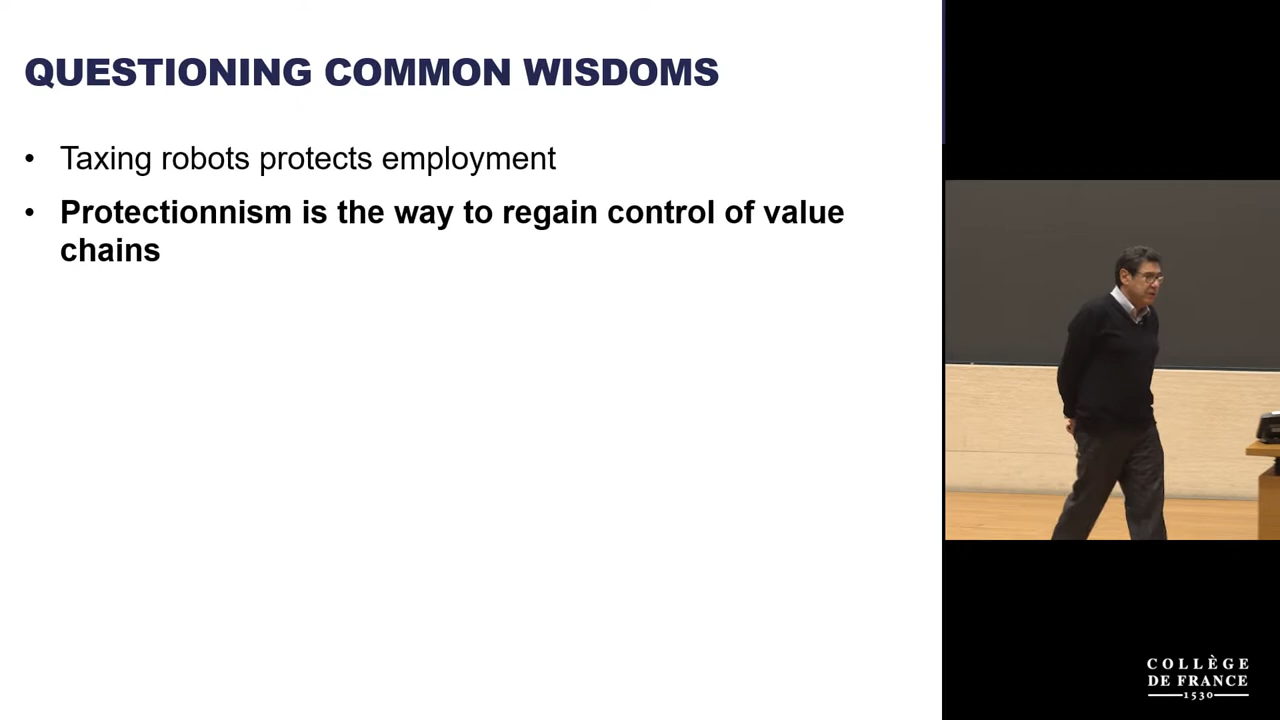 QUESTIONING COMMON WISDOMS
• Taxing robots protects employment
• Protectionnism is the way to regain control of value
chains
COLLÈGE
DE FRANCE
1530